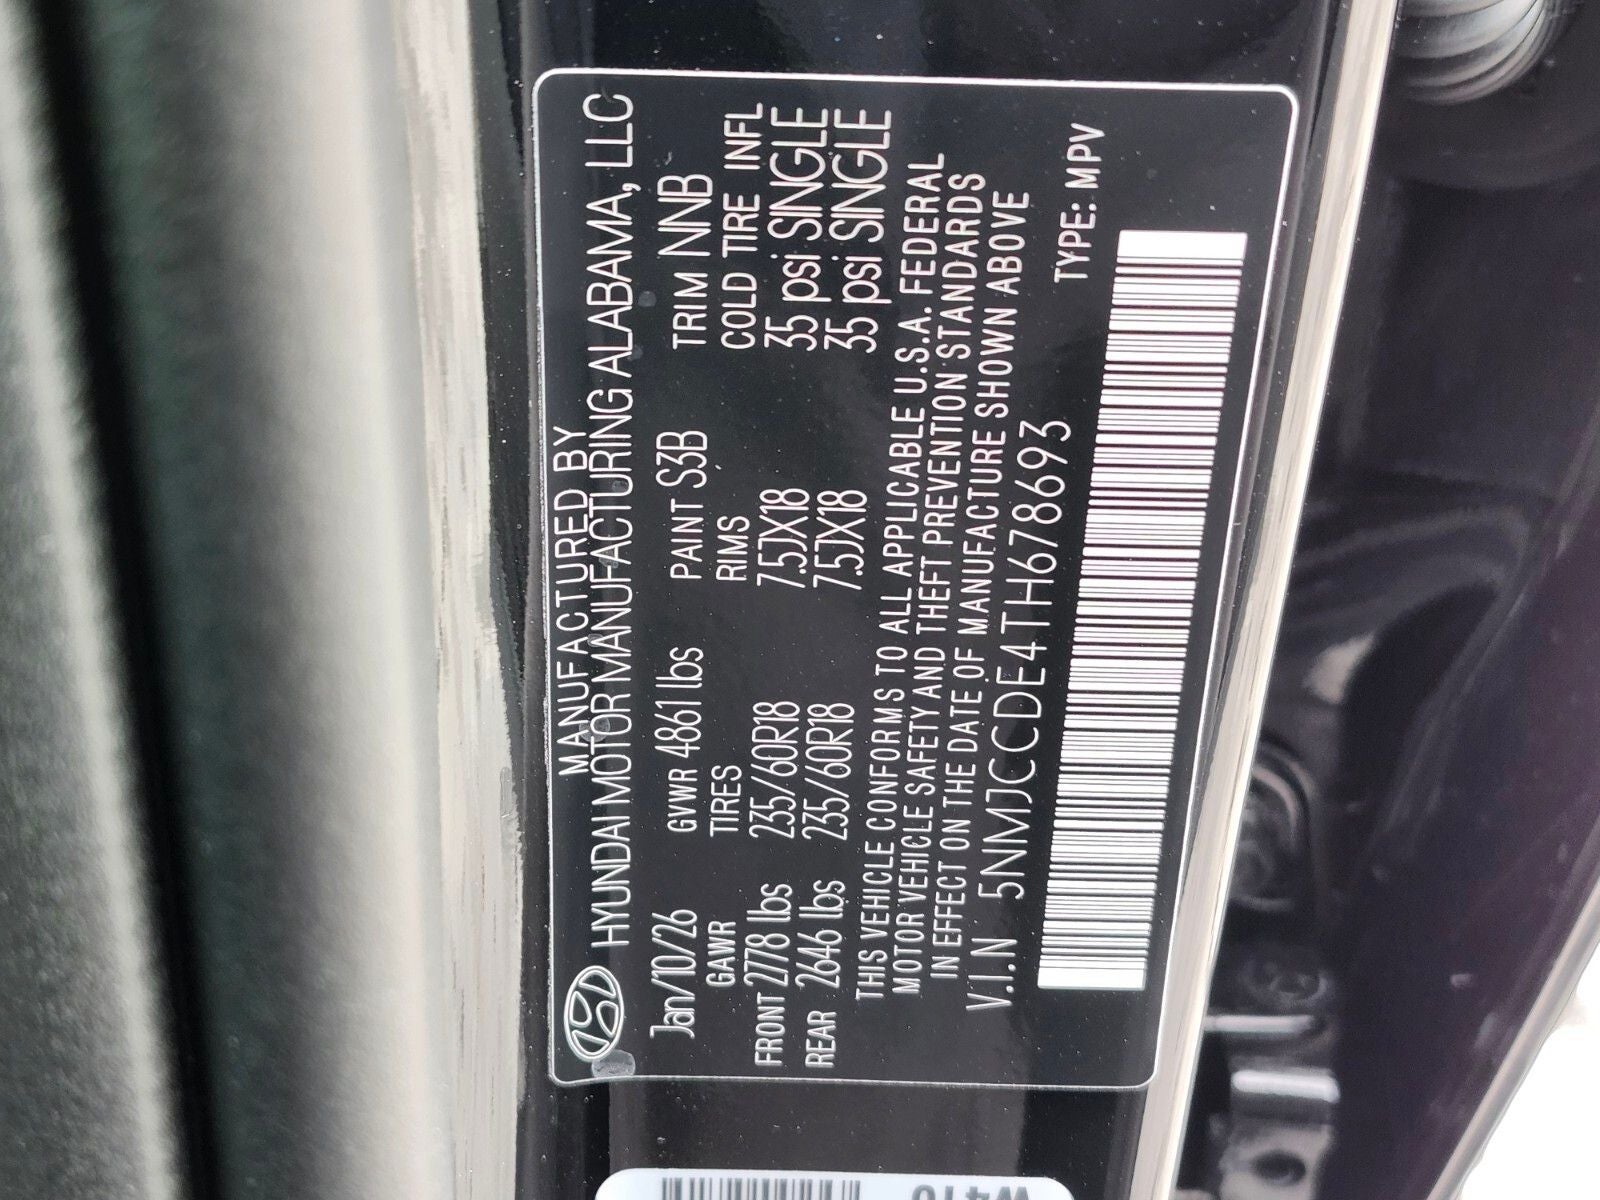 MANUFACTURED BY
HYUNDAI MOTOR MANUFACTURING ALABAMA, LLC
Jan/10/26 GVWR 4861 lbs PAINT S3B TRIM NNB
GAWR TIRES RIMS COLD TIRE INFL
FRONT 2778 lbs 235/60R18 7.5JX18 35 psi SINGLE
REAR 2646 lbs 235/60R18 7.5JX18 35 psi SINGLE
THIS VEHICLE CONFORMS TO ALL APPLICABLE U.S.A. FEDERAL
MOTOR VEHICLE SAFETY AND THEFT PREVENTION STANDARDS
IN EFFECT ON THE DATE OF MANUFACTURE SHOWN ABOVE
V.I.N 5NMJCCDE4TH678693
TYPE: MPV